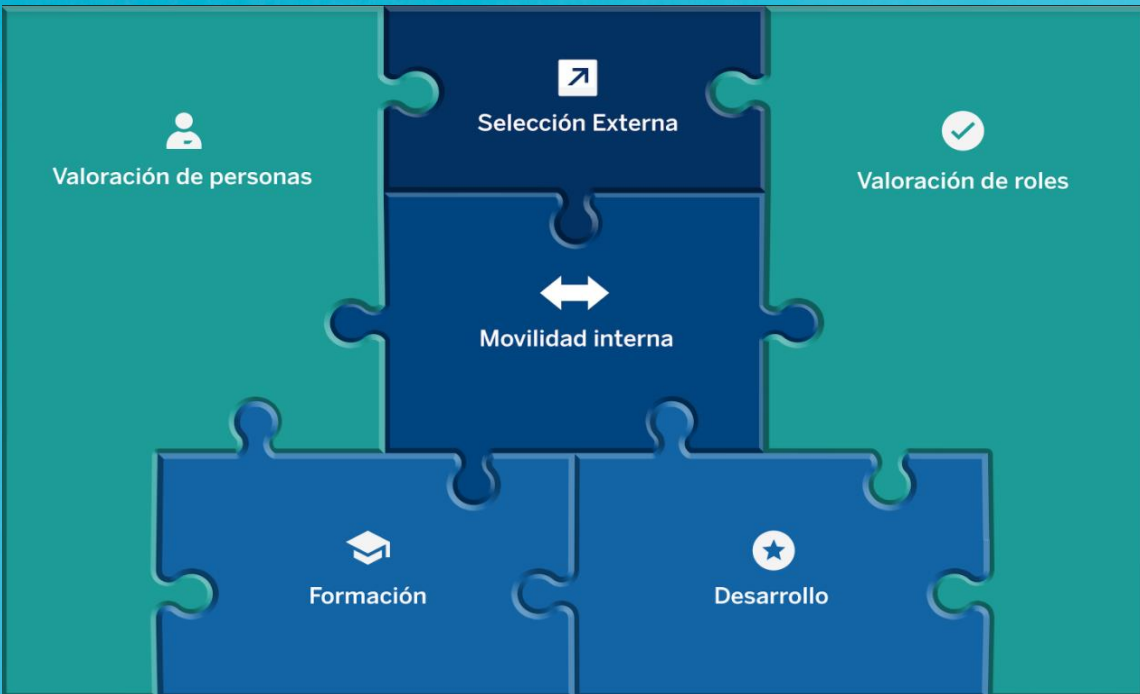 Selección Externa
Valoración de personas
Valoración de roles
Movilidad interna
Formación
Desarrollo